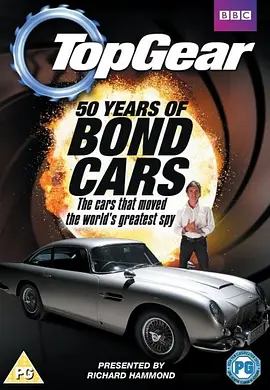 BBC
TopGear
50 YEARS OF
BOND
CARS
The cars that moved
the world's greatest spy
PG
PRESENTED BY
RICHARD HAMMOND
PG